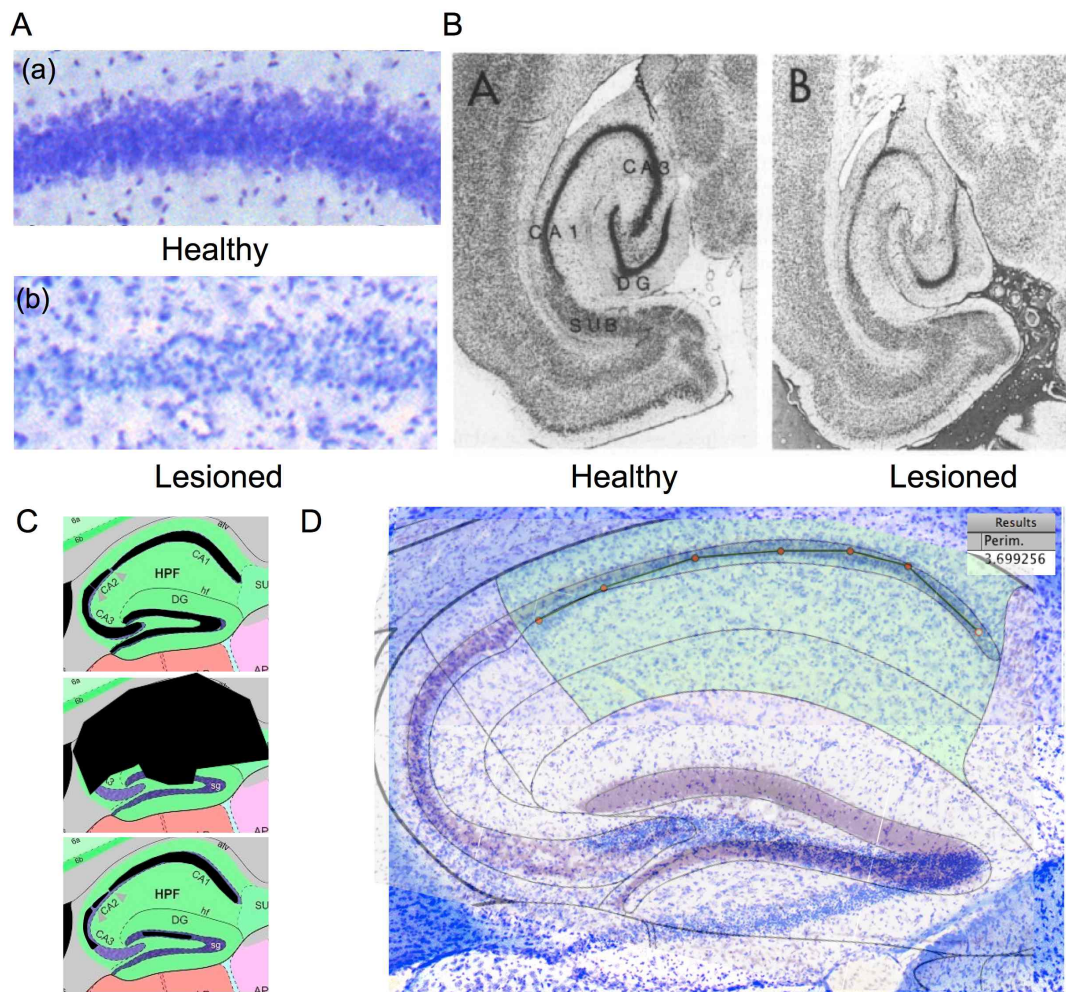 A
(a)
Healthy
(b)
Lesioned
B
A
CA3
CA1
DG
SUB
Healthy
B
Lesioned
C
6a
6b
alv
CA1
CA2
HPF
SU
hf
DG
CA3
AP
sg
AP
6a
6b
alv
CA1
CA2
HPF
SU
hf
DG
CA3
sg
AP
D
Results
Perim.
3.699256